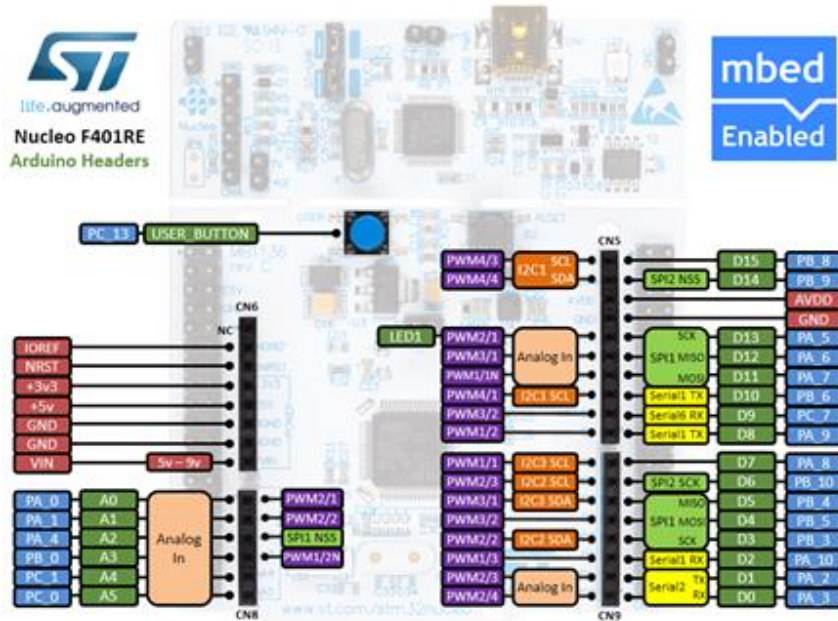 life.augmented
Nucleo F401RE
Arduino Headers
mbed
Enabled
PC_13 USER_BUTTON
CN6
NC
IOREF
NRST
+3v3
+5v
GND
GND
VIN 5v – 9v
PA_0 A0 PWM2/1
PA_1 A1 PWM2/2
PA_4 A2 SPI1 NSS
PB_0 A3 PWM1/2N
PC_1 A4
PC_0 A5
Analog
In
CN8
CN5
PWM4/3 I2C1 SCL D15 PB_8
PWM4/4 SDA SPI2 NSS D14 PB_9
AVDD
GND
LED1 PWM2/1 SCK D13 PA_5
PWM3/1 Analog In SPI1 MISO D12 PA_6
PWM1/1N MOSI D11 PA_7
PWM4/1 I2C1 SCL Serial1 TX D10 PB_6
PWM3/2 Serial6 RX D9 PC_7
PWM1/2 Serial1 TX D8 PA_9
PWM1/1 I2C3 SCL D7 PA_8
PWM2/3 I2C2 SCL SPI2 SCK D6 PB_10
PWM3/1 I2C3 SDA MISO D5 PB_4
PWM3/2 SPI1 MOSI D4 PB_5
PWM2/2 I2C2 SDA SCK D3 PB_3
PWM1/3 Serial1 RX D2 PA_10
PWM2/3 Analog In Serial2 TX D1 PA_2
PWM2/4 RX D0 PA_3
CN9
www.st.com/stm32nucleo